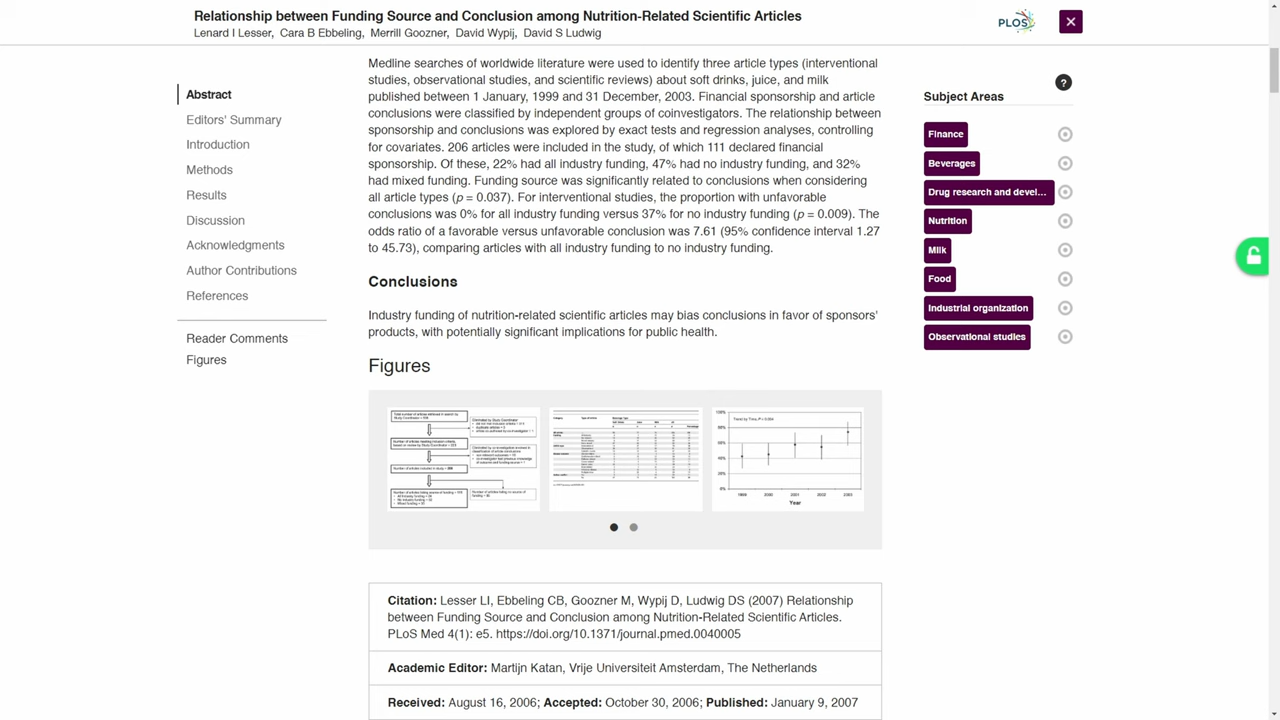 Relationship between Funding Source and Conclusion among Nutrition-Related Scientific Articles
Lenard I Lesser, Cara B Ebbeling, Merrill Goozner, David Wypij, David S Ludwig
PLOS
Abstract
Editors' Summary
Introduction
Methods
Results
Discussion
Acknowledgments
Author Contributions
References
Reader Comments
Figures
Medline searches of worldwide literature were used to identify three article types (interventional
studies, observational studies, and scientific reviews) about soft drinks, juice, and milk
published between 1 January, 1999 and 31 December, 2003. Financial sponsorship and article
conclusions were classified by independent groups of coinvestigators. The relationship between
sponsorship and conclusions was explored by exact tests and regression analyses, controlling
for covariates. 206 articles were included in the study, of which 111 declared financial
sponsorship. Of these, 22% had all industry funding, 47% had no industry funding, and 32%
had mixed funding. Funding source was significantly related to conclusions when considering
all article types (p = 0.037). For interventional studies, the proportion with unfavorable
conclusions was 0% for all industry funding versus 37% for no industry funding (p = 0.009). The
odds ratio of a favorable versus unfavorable conclusion was 7.61 (95% confidence interval 1.27
to 45.73), comparing articles with all industry funding to no industry funding.
Conclusions
Industry funding of nutrition-related scientific articles may bias conclusions in favor of sponsors'
products, with potentially significant implications for public health.
Figures
100%
80%
60%
40%
20%
0%
1999 2000 2001 2002 2003
Year
Citation: Lesser LI, Ebbeling CB, Goozner M, Wypij D, Ludwig DS (2007) Relationship
between Funding Source and Conclusion among Nutrition-Related Scientific Articles.
PLoS Med 4(1): e5. https://doi.org/10.1371/journal.pmed.0040005
Academic Editor: Martijn Katan, Vrije Universiteit Amsterdam, The Netherlands
Received: August 16, 2006; Accepted: October 30, 2006; Published: January 9, 2007
?
Subject Areas
Finance
Beverages
Drug research and devel...
Nutrition
Milk
Food
Industrial organization
Observational studies